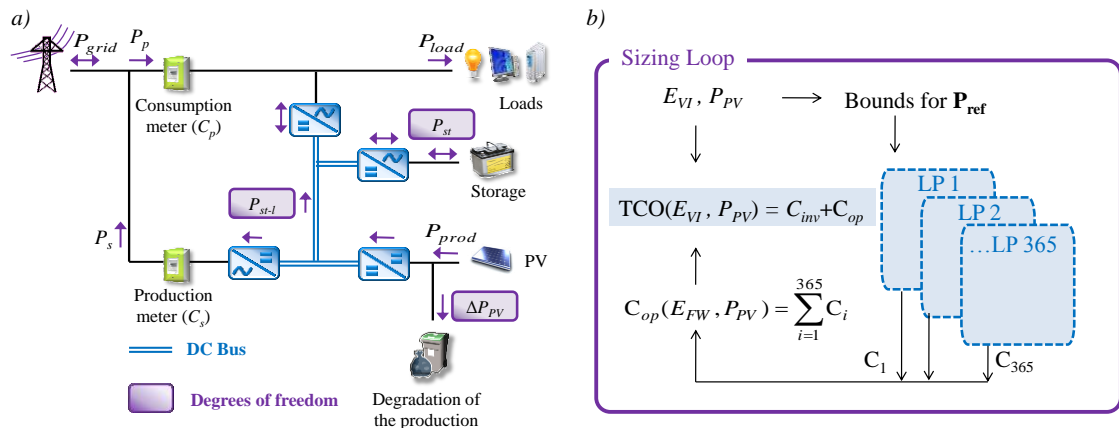 a)
P_grid
P_p
P_load
Loads
Consumption
meter (C_p)
P_st
Storage
P_st-l
P_s
P_prod
PV
Production
meter (C_s)
ΔP_PV
DC Bus
Degrees of freedom
Degradation of
the production
b)
Sizing Loop
E_VI , P_PV
Bounds for P_ref
LP 1
LP 2
…LP 365
TCO(E_VI , P_PV) = C_inv+C_op
C_op(E_FW , P_PV) = ∑_{i=1}^{365} C_i
C_1
C_365